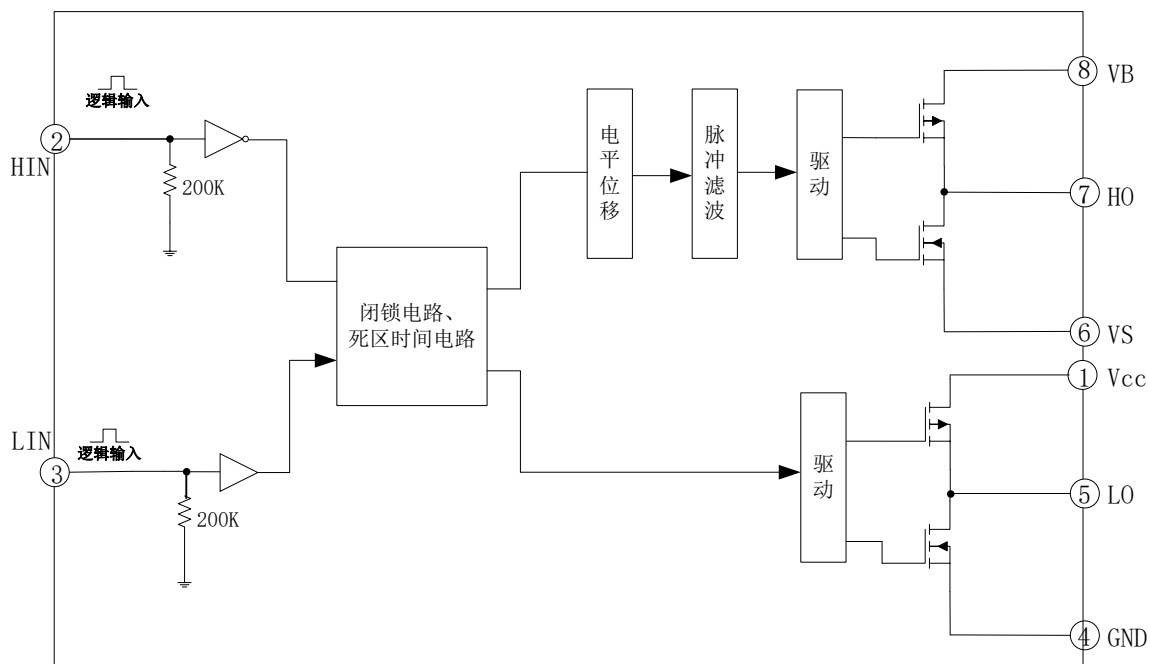 逻辑输入
②
HIN
200K
LIN
逻辑输入
③
200K
闭锁电路、
死区时间电路
电平位移
脉冲滤波
驱动
驱动
⑧ VB
⑦ HO
⑥ VS
① Vcc
⑤ LO
④ GND